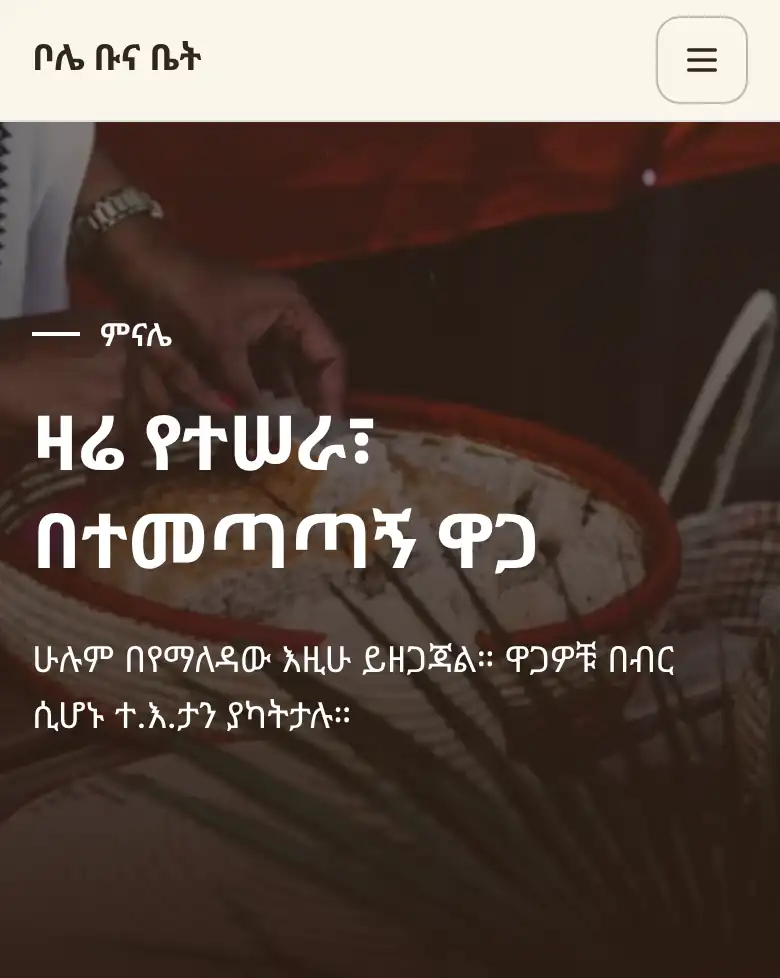 ቦሌ ቡና ቤት
ምናሌ
ዛሬ የተሠራ፣
በተመጣጣኝ ዋጋ
ሁሉም በየማለዳው እዚሁ ይዘጋጃል። ዋጋዎቹ በብር
ሲሆኑ ተ.እ.ታን ያካትታሉ።